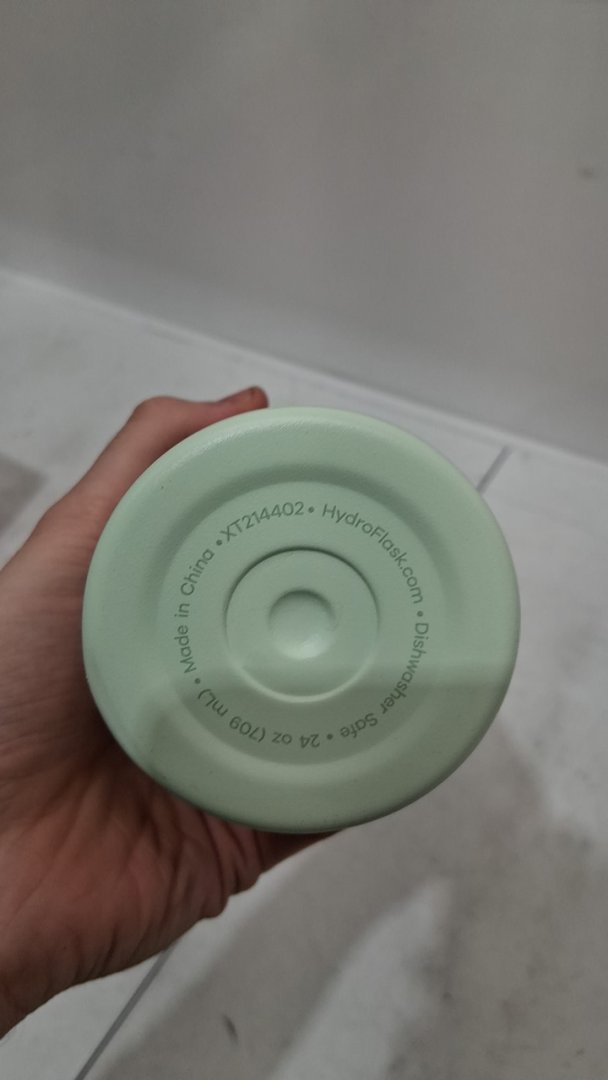 XT214402 • HydroFlask.com • Dishwasher Safe • 24 oz (709 mL) • Made in China •